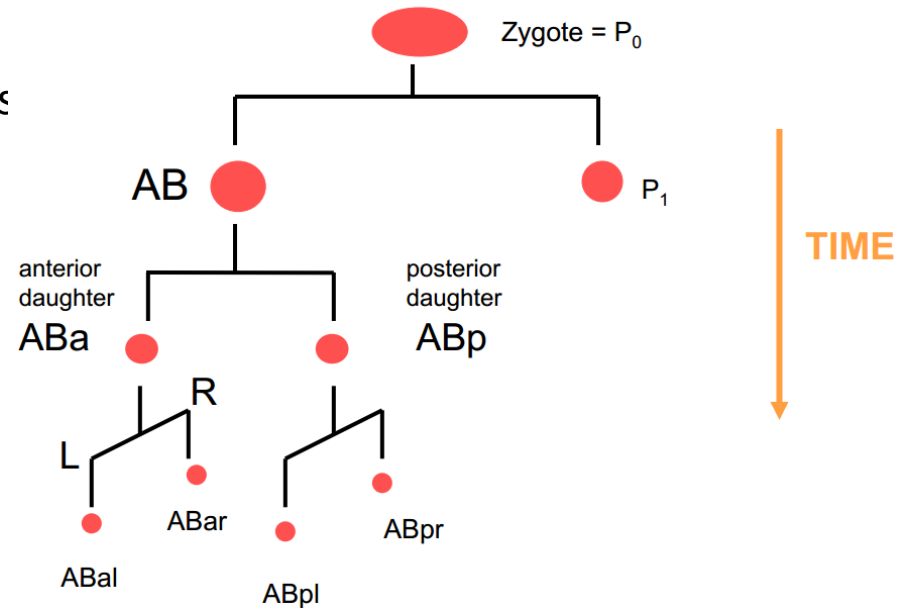 Zygote = P₀
s
AB
P₁
TIME
anterior
daughter
ABa
posterior
daughter
ABp
R
L
ABar
ABpr
ABal
ABpl